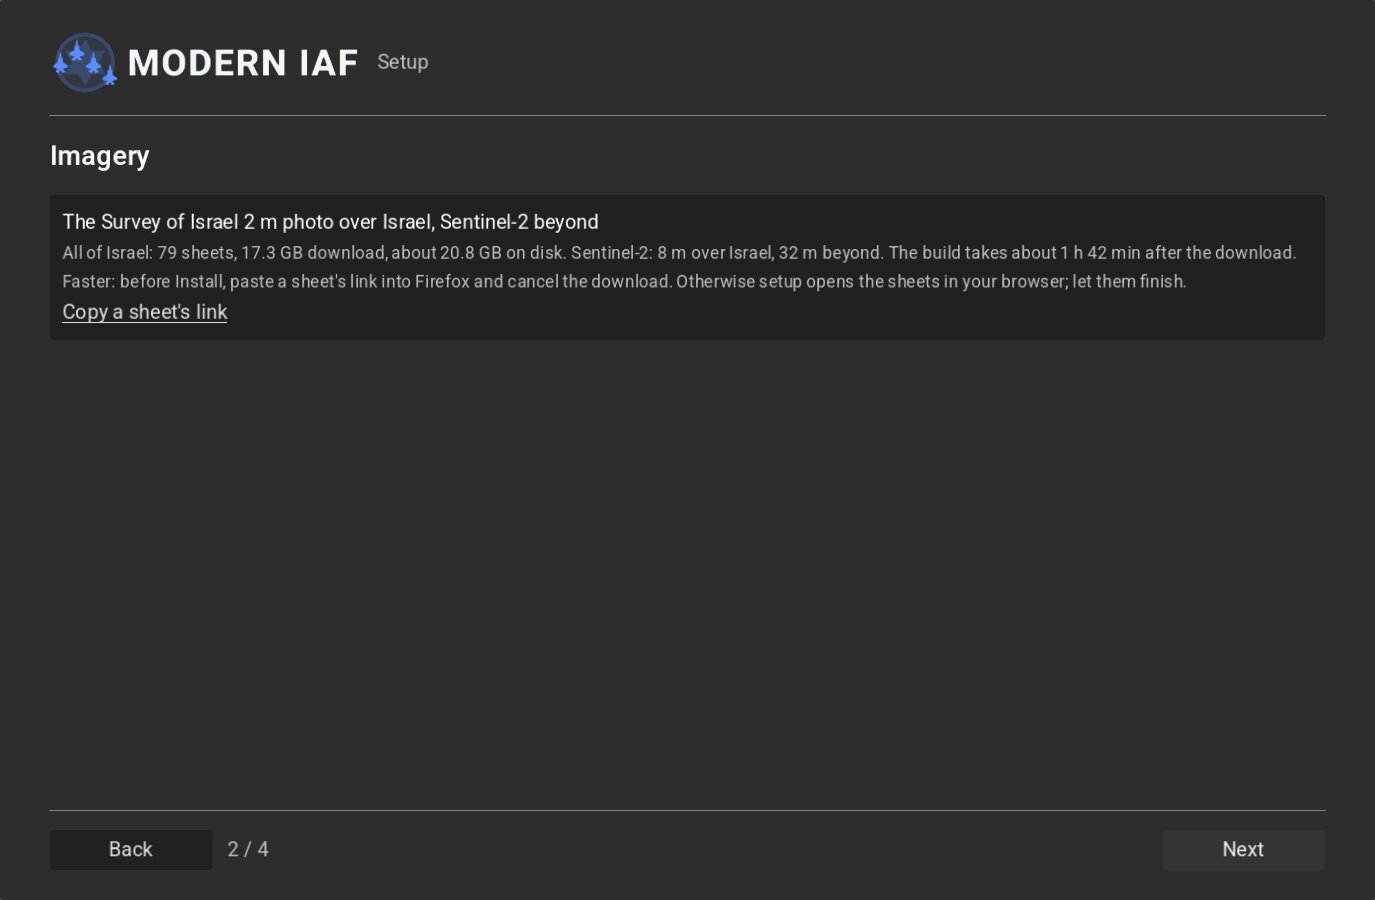 MODERN IAF Setup
Imagery
The Survey of Israel 2 m photo over Israel, Sentinel-2 beyond
All of Israel: 79 sheets, 17.3 GB download, about 20.8 GB on disk. Sentinel-2: 8 m over Israel, 32 m beyond. The build takes about 1 h 42 min after the download.
Faster: before Install, paste a sheet's link into Firefox and cancel the download. Otherwise setup opens the sheets in your browser; let them finish.
Copy a sheet's link
Back 2 / 4 Next